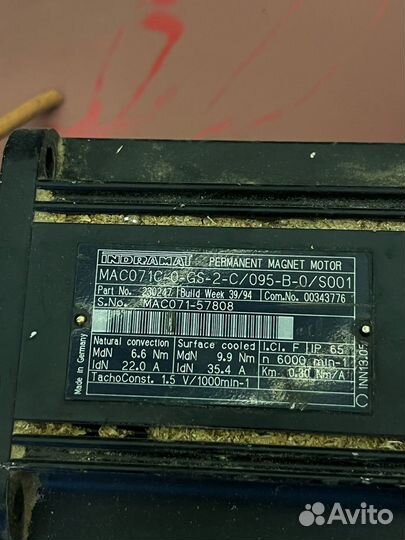 INDRAMAT PERMANENT MAGNET MOTOR
MAC071C-0-GS-2-C/095-B-0/S001
Part No. 230247 Build Week 39/94 Com.No. 00343776
S.No. MAC071-57808
Natural convection Surface cooled I.Cl. F IP 65
MdN 6.6 Nm MdN 9.9 Nm n 6000 min-1
IdN 22.0 A IdN 35.4 A Km 0.30 Nm/A
TachoConst. 1.5 V/1000min-1
Made in Germany
INN
Avito